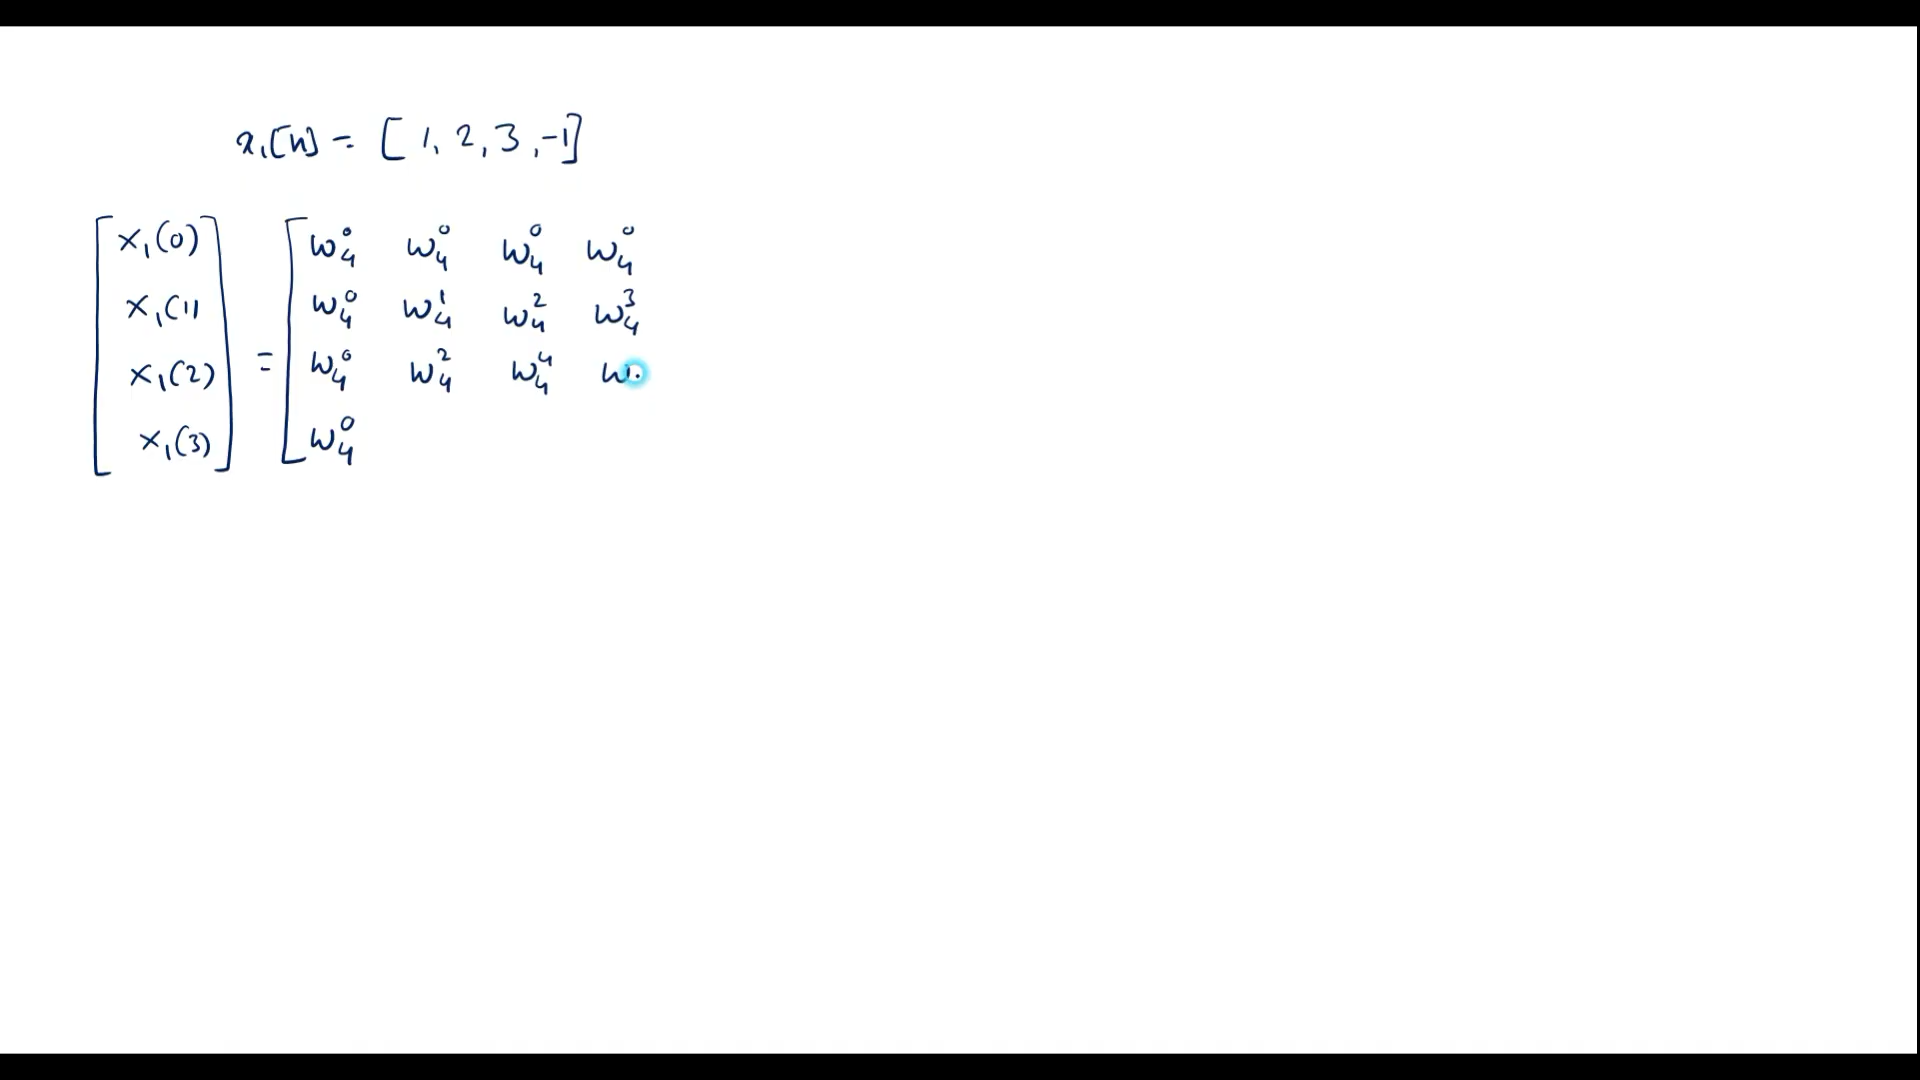 x₁[n] = [ 1, 2, 3, -1]
[ X₁(0) ] [ W₄⁰ W₄⁰ W₄⁰ W₄⁰
X₁(1) W₄⁰ W₄¹ W₄² W₄³
X₁(2) = W₄⁰ W₄² W₄⁴ W
X₁(3) W₄⁰